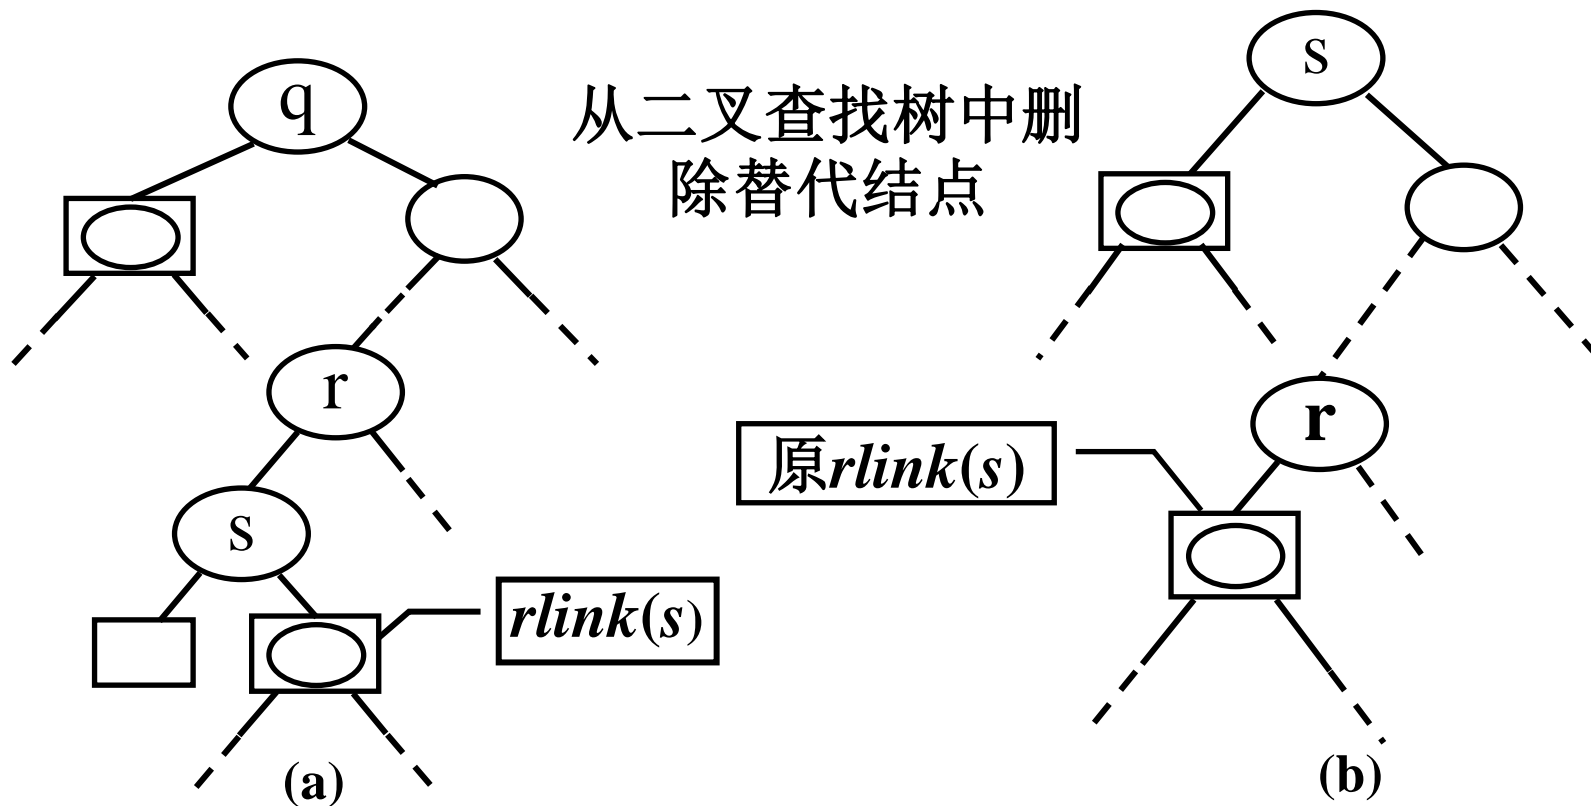 q
从二叉查找树中删
除替代结点
r
s
rlink(s)
(a)
s
原rlink(s)
r
(b)